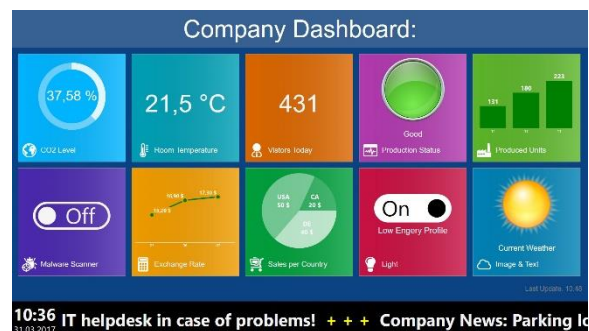 Company Dashboard:
37,58 %
CO2 Level
21,5 °C
Room Temperature
431
Visitors Today
Good
Production Status
131
180
223
Produced Units
Off
Malware Scanner
Exchange Rate
USA
50 $
CA
20 $
Sales per Country
On
Low Engery Profile
Light
Current Weather
Image & Text
Last Update, 10:48
10:36 IT helpdesk in case of problems! + + + Company News: Parking lo
31.03.2017